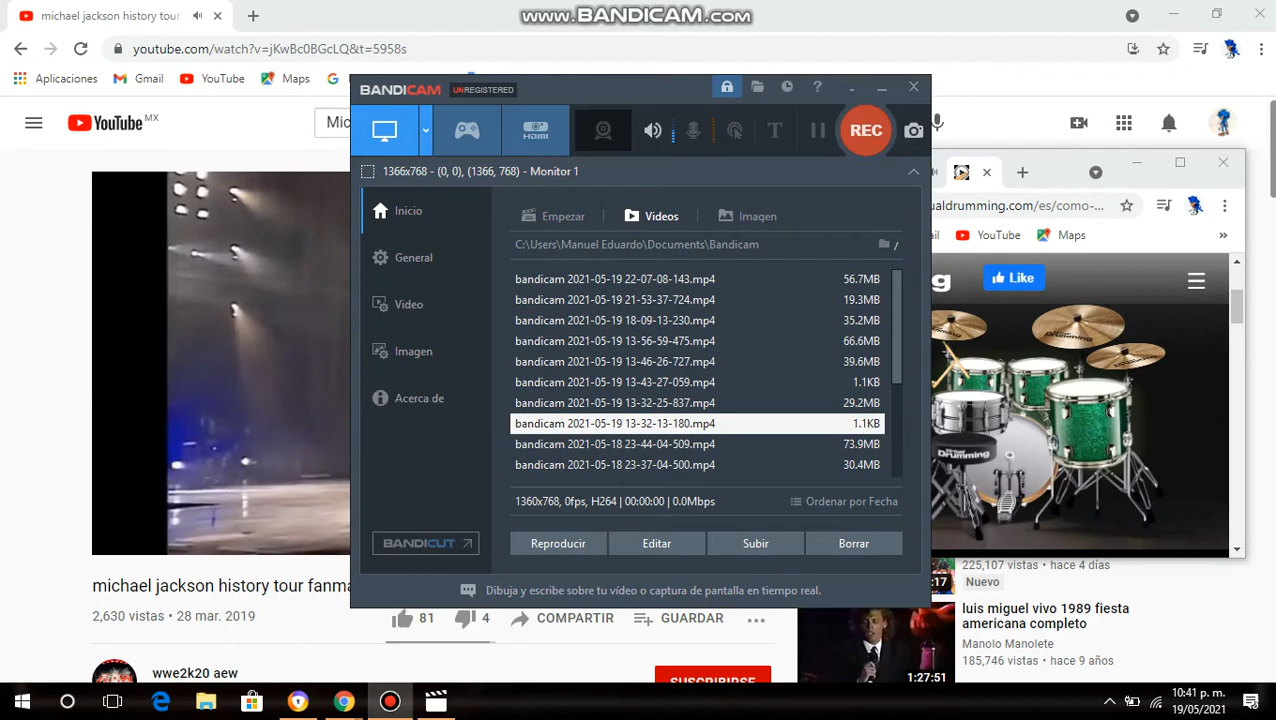 michael jackson history tour
www.BANDICAM.com
youtube.com/watch?v=jKwBc0BGcLQ&t=5958s
Aplicaciones
Gmail
YouTube
Maps
YouTube MX
Mic
BANDICAM
UNREGISTERED
HDMI
REC
1366x768 - (0, 0), (1366, 768) - Monitor 1
Inicio
General
Video
Imagen
Acerca de
BANDICUT
Empezar
Videos
Imagen
C:\Users\Manuel Eduardo\Documents\Bandicam
bandicam 2021-05-19 22-07-08-143.mp4 56.7MB
bandicam 2021-05-19 21-53-37-724.mp4 19.3MB
bandicam 2021-05-19 18-09-13-230.mp4 35.2MB
bandicam 2021-05-19 13-56-59-475.mp4 66.6MB
bandicam 2021-05-19 13-46-26-727.mp4 39.6MB
bandicam 2021-05-19 13-43-27-059.mp4 1.1KB
bandicam 2021-05-19 13-32-25-837.mp4 29.2MB
bandicam 2021-05-19 13-32-13-180.mp4 1.1KB
bandicam 2021-05-18 23-44-04-509.mp4 73.9MB
bandicam 2021-05-18 23-37-04-500.mp4 30.4MB
1360x768, 0fps, H264 | 00:00:00 | 0.0Mbps
Ordenar por Fecha
Reproducir
Editar
Subir
Borrar
Dibuja y escribe sobre tu vídeo o captura de pantalla en tiempo real.
ualdrumming.com/es/como-...
il
YouTube
Maps
»
ng
Like
Virtual Drumming
michael jackson history tour fanma
2,630 vistas • 28 mar. 2019
81
4
COMPARTIR
GUARDAR
wwe2k20 aew
SUSCRIBIRSE
225,107 vistas • hace 4 días
Nuevo
:17
luis miguel vivo 1989 fiesta
americana completo
Manolo Manolete
185,746 vistas • hace 9 años
1:27:51
10:41 p. m.
19/05/2021